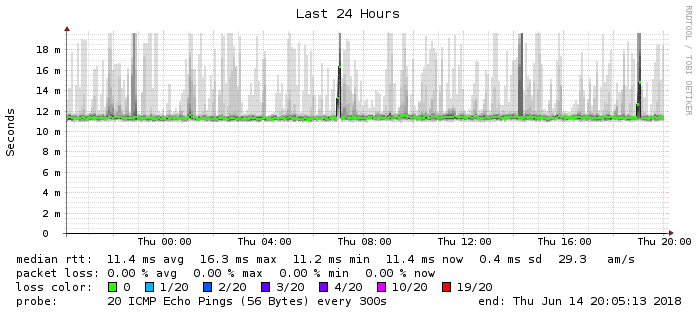 Last 24 Hours
RRDTOOL / TOBI OETIKER
Seconds
18 m
16 m
14 m
12 m
10 m
8 m
6 m
4 m
2 m
0
Thu 00:00 Thu 04:00 Thu 08:00 Thu 12:00 Thu 16:00 Thu 20:00
median rtt: 11.4 ms avg 16.3 ms max 11.2 ms min 11.4 ms now 0.4 ms sd 29.3 am/s
packet loss: 0.00 % avg 0.00 % max 0.00 % min 0.00 % now
loss color: 0 1/20 2/20 3/20 4/20 10/20 19/20
probe: 20 ICMP Echo Pings (56 Bytes) every 300s end: Thu Jun 14 20:05:13 2018